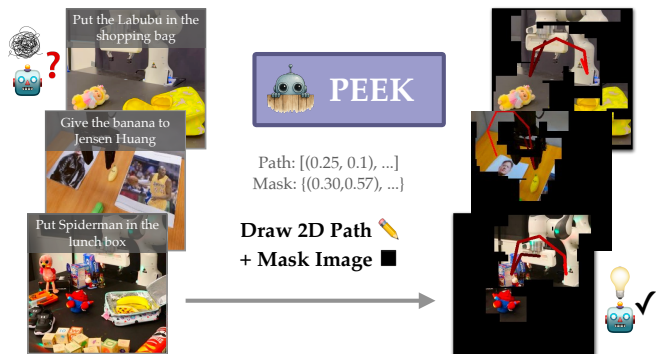 Put the Labubu in the
shopping bag
Give the banana to
Jensen Huang
Put Spiderman in the
lunch box
PEEK
Path: [(0.25, 0.1), ...]
Mask: {(0.30,0.57), ...}
Draw 2D Path ✏️
+ Mask Image ■